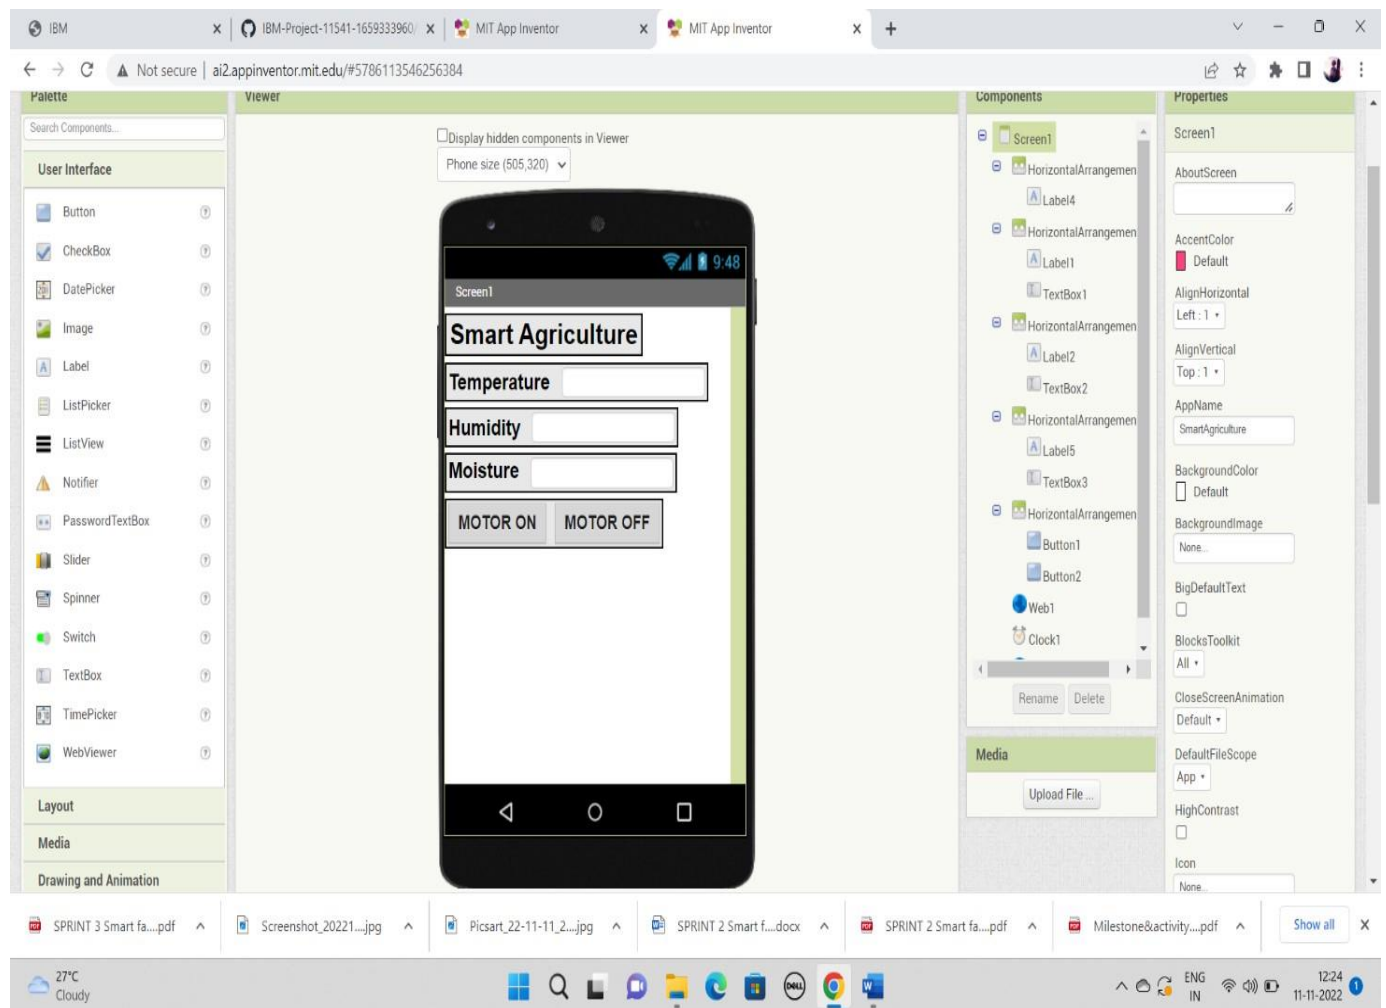 IBM
IBM-Project-11541-1659333960/
MIT App Inventor
MIT App Inventor
Not secure | ai2.appinventor.mit.edu/#5786113546256384
Palette
Search Components...
User Interface
Button
CheckBox
DatePicker
Image
Label
ListPicker
ListView
Notifier
PasswordTextBox
Slider
Spinner
Switch
TextBox
TimePicker
WebViewer
Layout
Media
Drawing and Animation
Viewer
Display hidden components in Viewer
Phone size (505,320)
9:48
Screen1
Smart Agriculture
Temperature
Humidity
Moisture
MOTOR ON MOTOR OFF
Components
Screen1
HorizontalArrangemen
Label4
HorizontalArrangemen
Label1
TextBox1
HorizontalArrangemen
Label2
TextBox2
HorizontalArrangemen
Label5
TextBox3
HorizontalArrangemen
Button1
Button2
Web1
Clock1
Rename Delete
Media
Upload File ...
Properties
Screen1
AboutScreen
AccentColor
Default
AlignHorizontal
Left : 1
AlignVertical
Top : 1
AppName
SmartAgriculture
BackgroundColor
Default
BackgroundImage
None...
BigDefaultText
BlocksToolkit
All
CloseScreenAnimation
Default
DefaultFileScope
App
HighContrast
Icon
None...
SPRINT 3 Smart fa....pdf
Screenshot_20221....jpg
Picsart_22-11-11_2....jpg
SPRINT 2 Smart f....docx
SPRINT 2 Smart fa....pdf
Milestone&activity....pdf
Show all
27°C
Cloudy
DELL
ENG
IN
12:24
11-11-2022
1